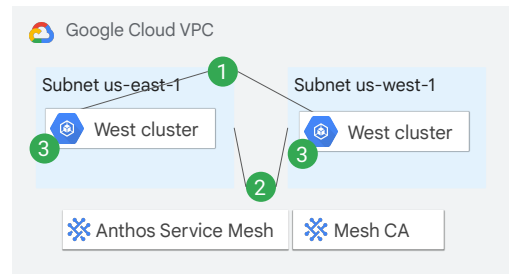 Google Cloud VPC
1
Subnet us-east-1
Subnet us-west-1
West cluster
West cluster
3
3
2
Anthos Service Mesh
Mesh CA